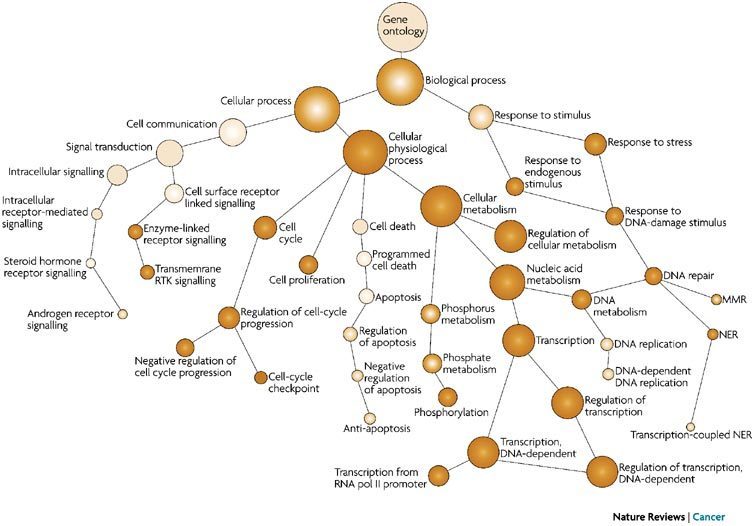 Gene
ontology
Biological process
Cellular process
Response to stimulus
Cell communication
Cellular
physiological
process
Response to stress
Signal transduction
Response to
endogenous
stimulus
Intracellular signalling
Cell surface receptor
linked signalling
Cellular
metabolism
Intracellular
receptor-mediated
signalling
Enzyme-linked
receptor signalling
Cell
cycle
Cell death
Regulation of
cellular metabolism
Response to
DNA-damage stimulus
Steroid hormone
receptor signalling
Transmemrane
RTK signalling
Cell proliferation
Programmed
cell death
Nucleic acid
metabolism
DNA repair
Androgen receptor
signalling
Regulation of cell-cycle
progression
Apoptosis
Phosphorus
metabolism
DNA
metabolism
MMR
Regulation
of apoptosis
Transcription
DNA replication
NER
Negative regulation of
cell cycle progression
Cell-cycle
checkpoint
Negative
regulation
of apoptosis
Phosphate
metabolism
DNA-dependent
DNA replication
Anti-apoptosis
Phosphorylation
Regulation of
transcription
Transcription-coupled NER
Transcription,
DNA-dependent
Transcription from
RNA pol II promoter
Regulation of transcription,
DNA-dependent
Nature Reviews | Cancer